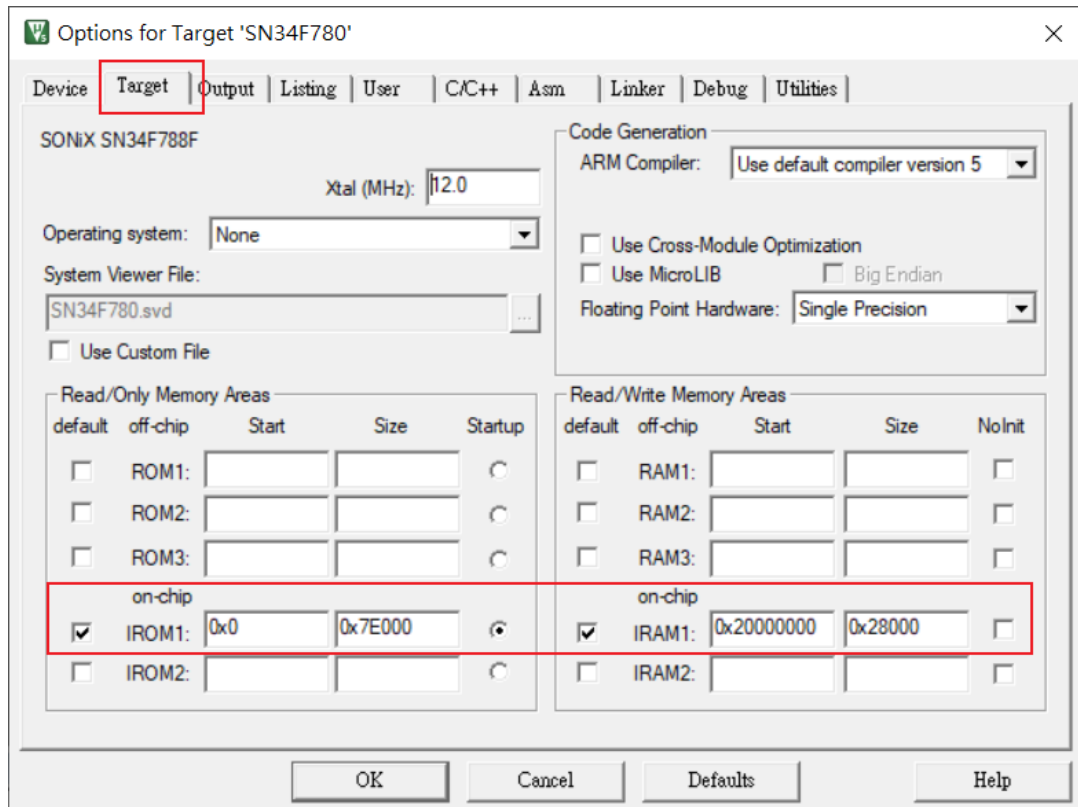 Options for Target 'SN34F780'
Device Target Output Listing User C/C++ Asm Linker Debug Utilities
SONiX SN34F788F
Xtal (MHz): 12.0
Operating system: None
System Viewer File:
SN34F780.svd ...
Use Custom File
Code Generation
ARM Compiler: Use default compiler version 5
Use Cross-Module Optimization
Use MicroLIB Big Endian
Floating Point Hardware: Single Precision
Read/Only Memory Areas
default off-chip Start Size Startup
ROM1:
ROM2:
ROM3:
on-chip
IROM1: 0x0 0x7E000
IROM2:
Read/Write Memory Areas
default off-chip Start Size NoInit
RAM1:
RAM2:
RAM3:
on-chip
IRAM1: 0x20000000 0x28000
IRAM2:
OK Cancel Defaults Help